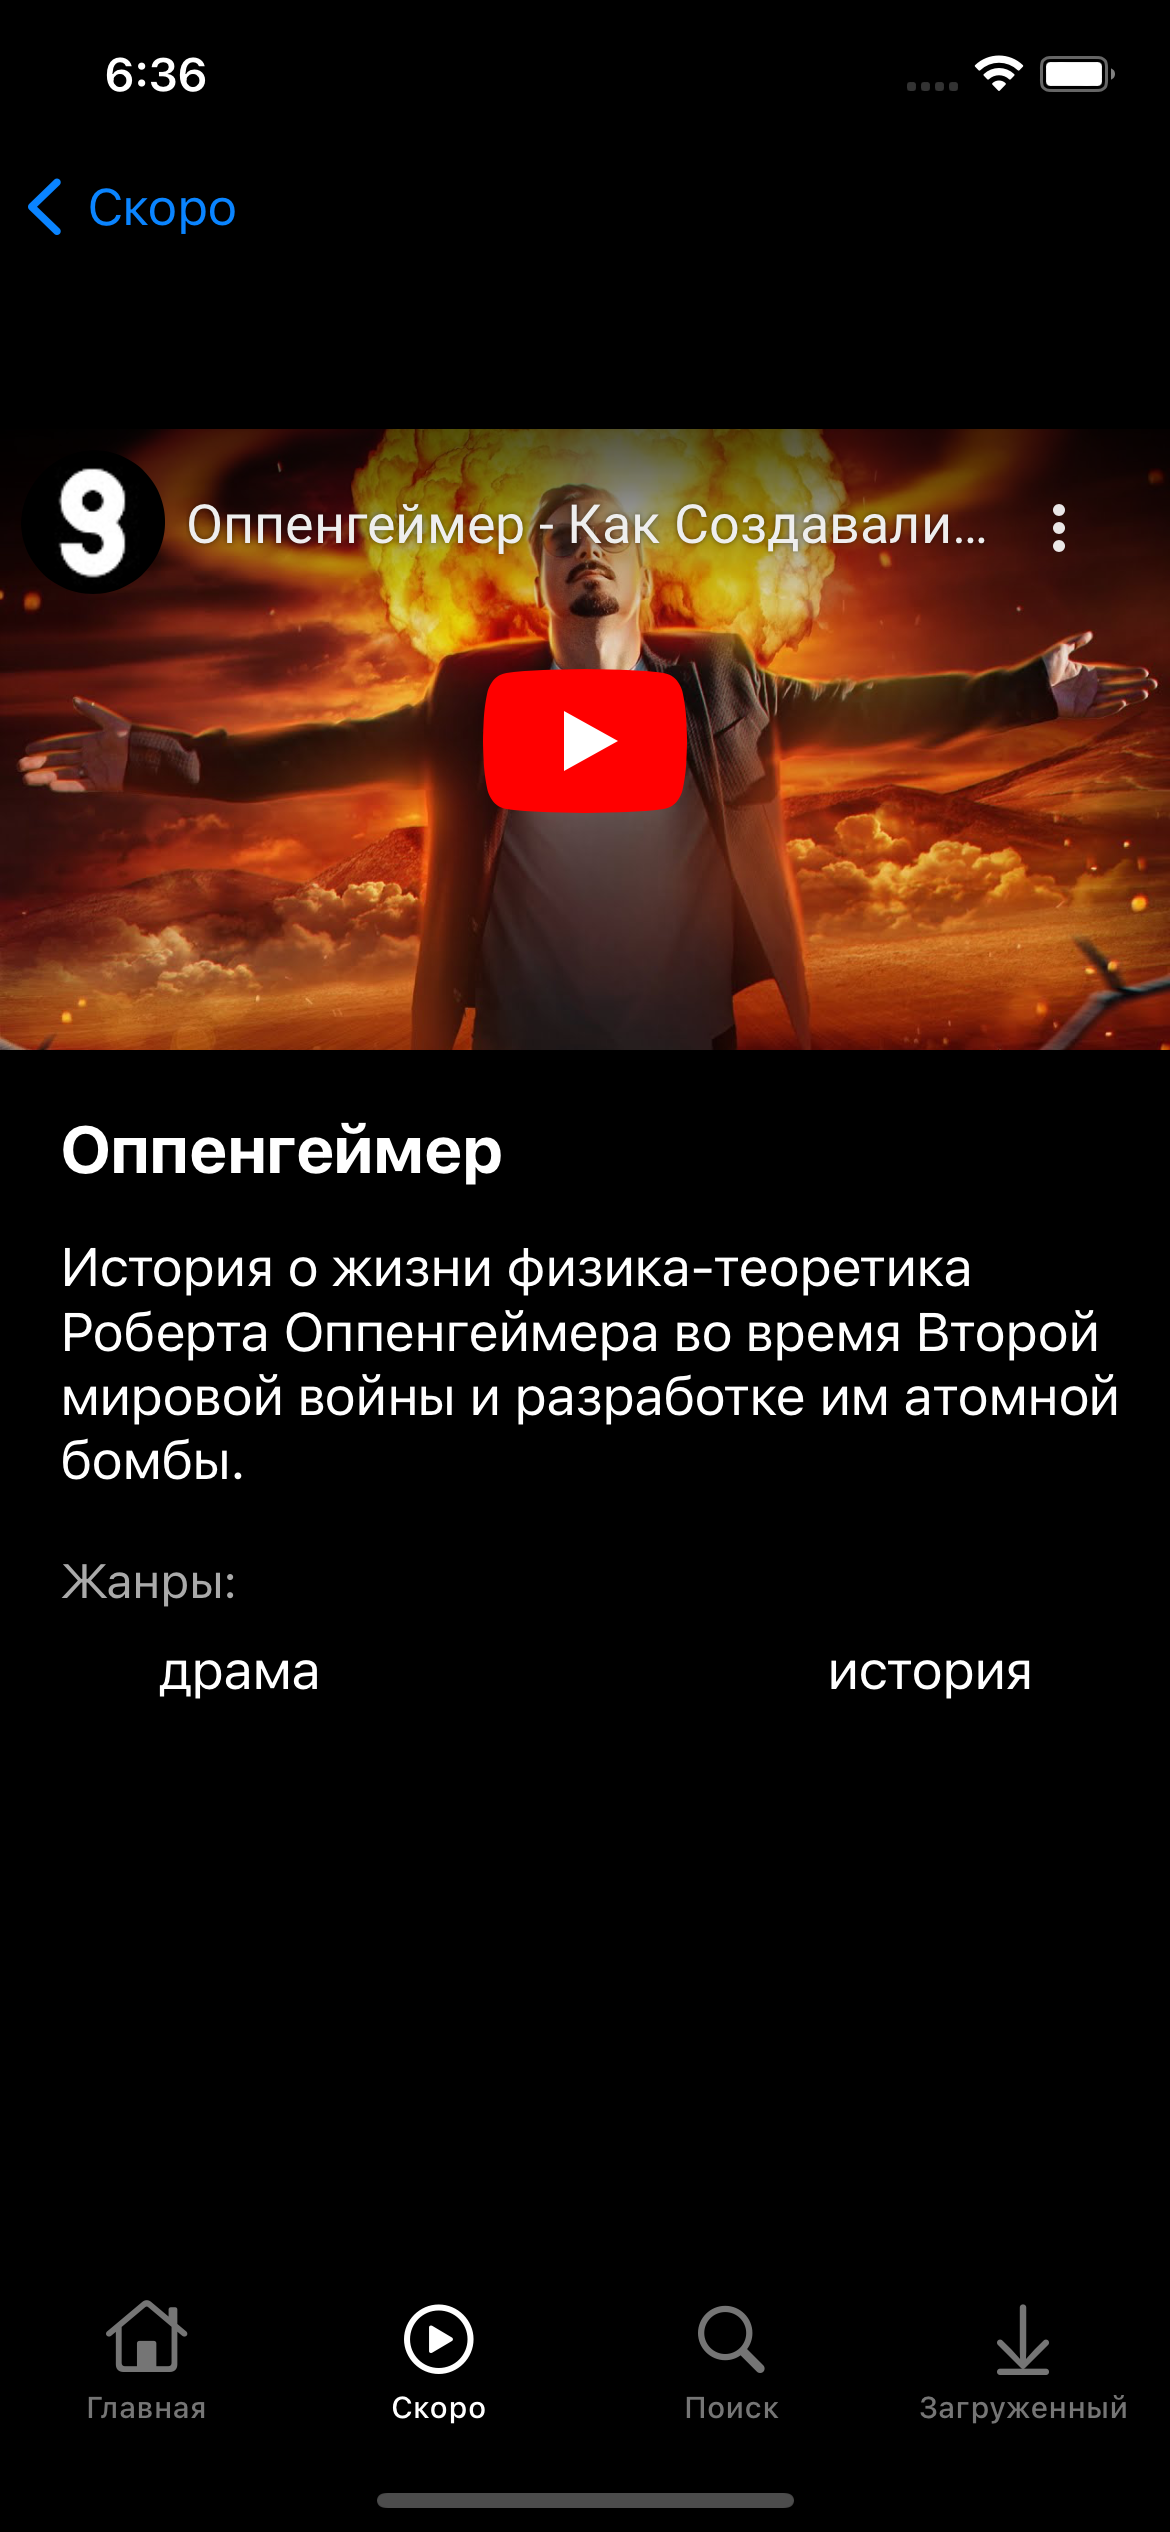 6:36
Скоро
Оппенгеймер - Как Создавали...
Оппенгеймер
История о жизни физика-теоретика
Роберта Оппенгеймера во время Второй
мировой войны и разработке им атомной
бомбы.
Жанры:
драма история
Главная Скоро Поиск Загруженный